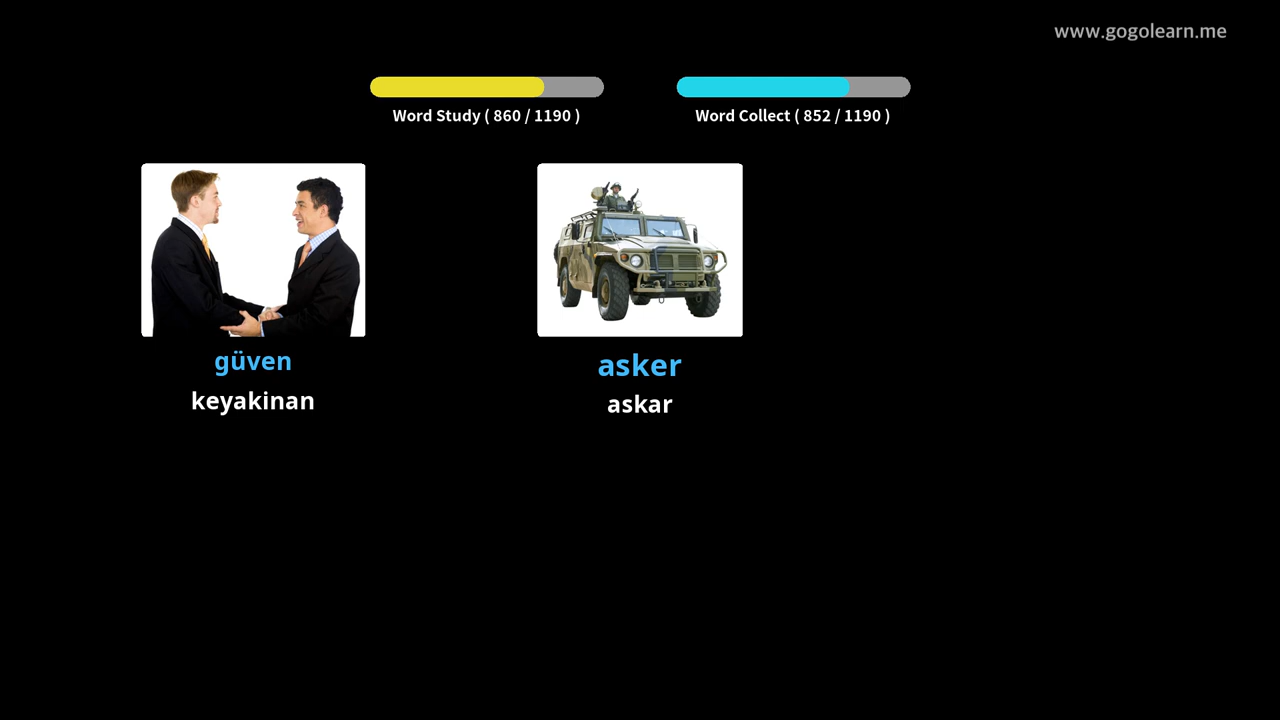 www.gogolearn.me
Word Study ( 860 / 1190 )
Word Collect ( 852 / 1190 )
güven
keyakinan
asker
askar